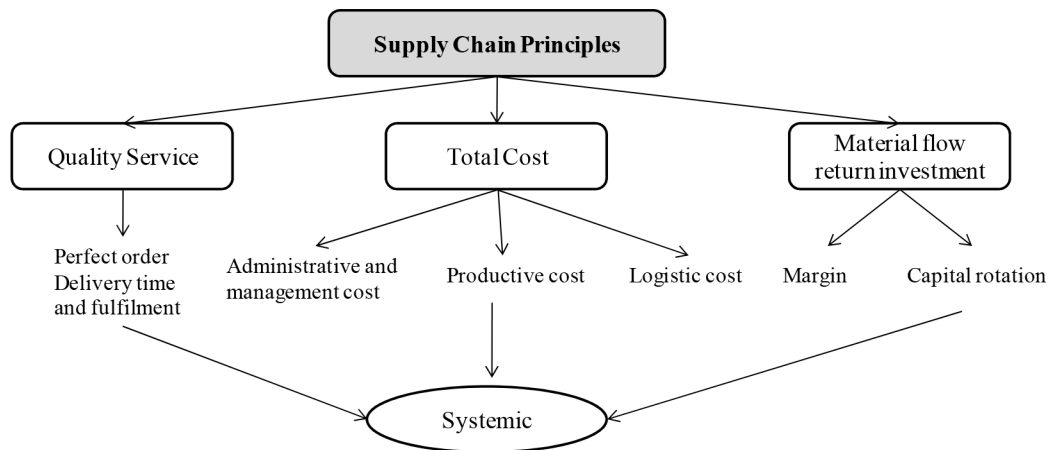 Supply Chain Principles
Quality Service
Total Cost
Material flow
return investment
Perfect order
Delivery time
and fulfilment
Administrative and
management cost
Productive cost
Logistic cost
Margin
Capital rotation
Systemic